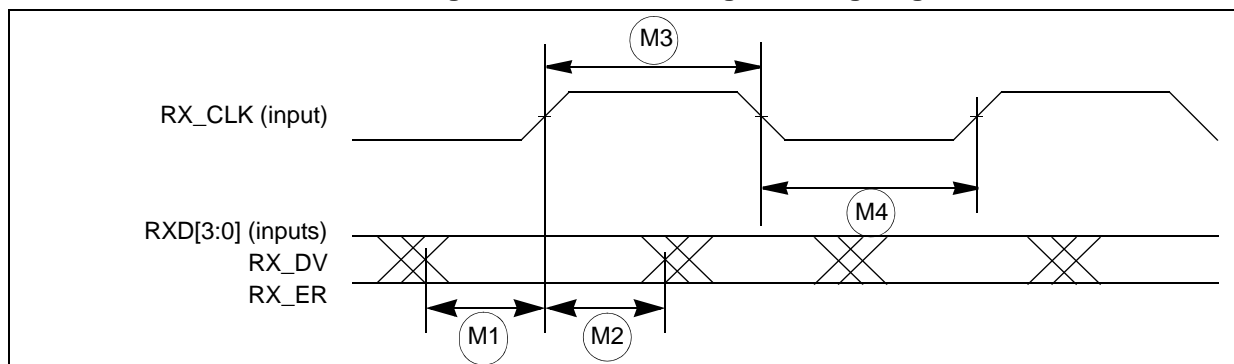 M3
RX_CLK (input)
M4
RXD[3:0] (inputs)
RX_DV
RX_ER
M1
M2